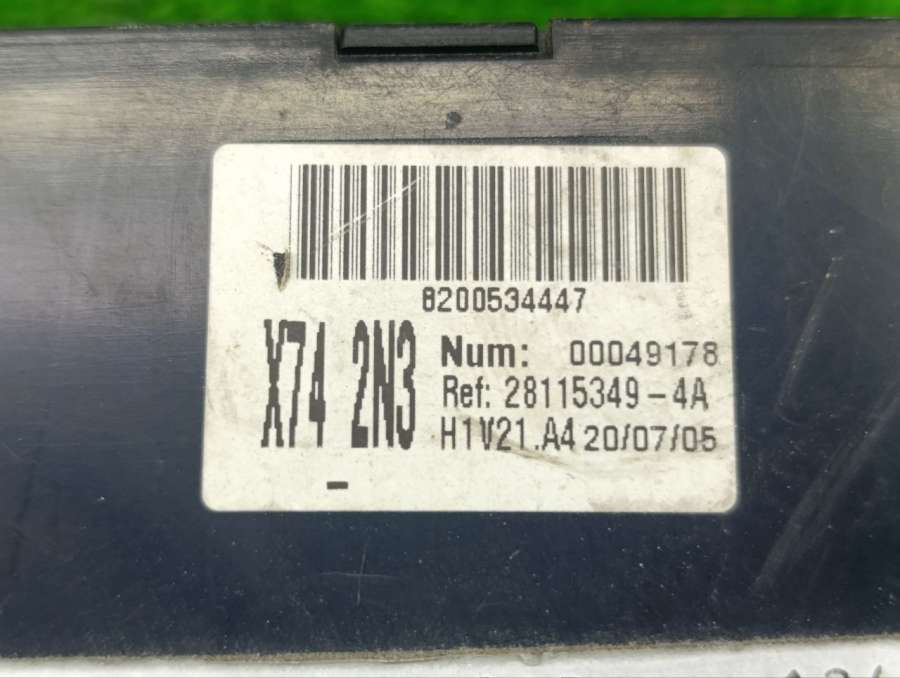 8200534447
X74 2N3
Num: 00049178
Ref: 28115349-4A
H1V21.A4 20/07/05
-